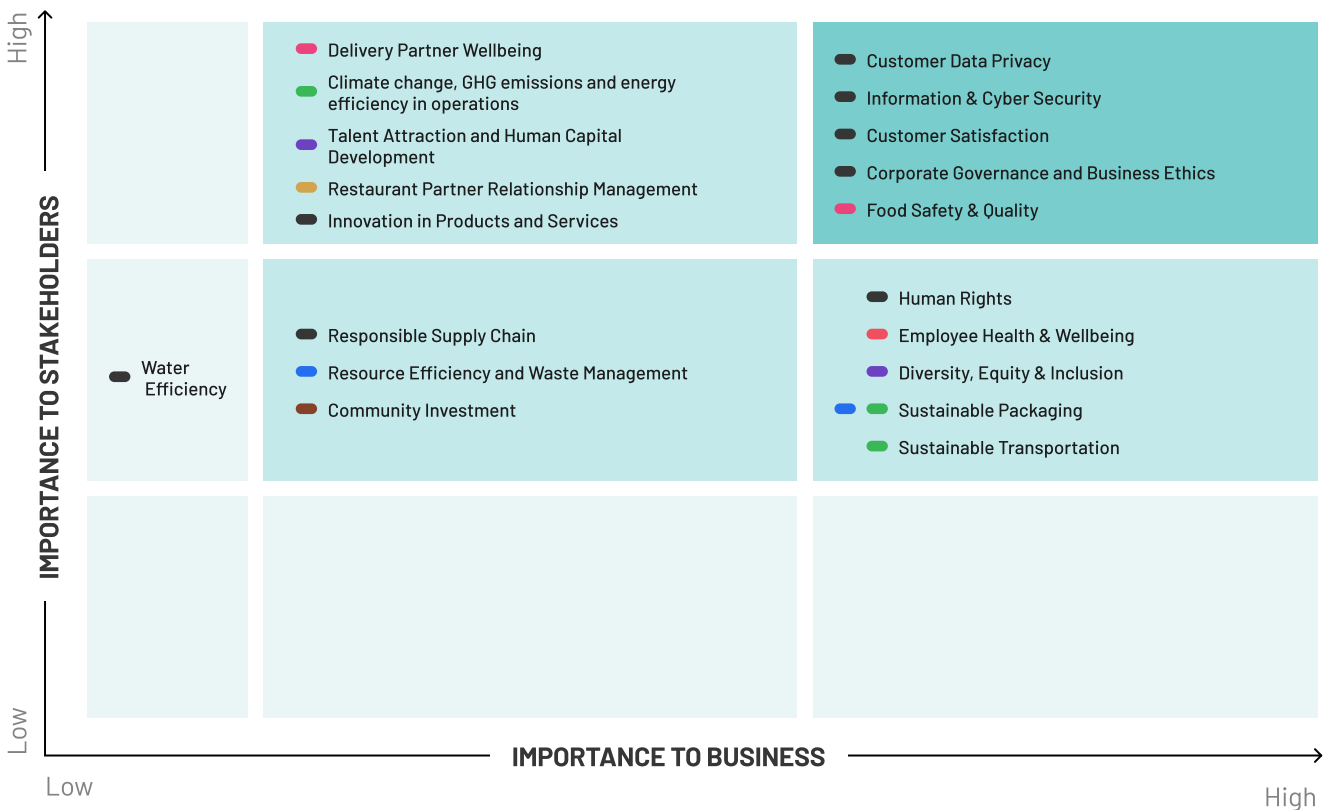 High
Delivery Partner Wellbeing
Climate change, GHG emissions and energy
efficiency in operations
Talent Attraction and Human Capital
Development
Restaurant Partner Relationship Management
Innovation in Products and Services
Customer Data Privacy
Information & Cyber Security
Customer Satisfaction
Corporate Governance and Business Ethics
Food Safety & Quality
IMPORTANCE TO STAKEHOLDERS
Water
Efficiency
Responsible Supply Chain
Resource Efficiency and Waste Management
Community Investment
Human Rights
Employee Health & Wellbeing
Diversity, Equity & Inclusion
Sustainable Packaging
Sustainable Transportation
Low
IMPORTANCE TO BUSINESS
Low
High